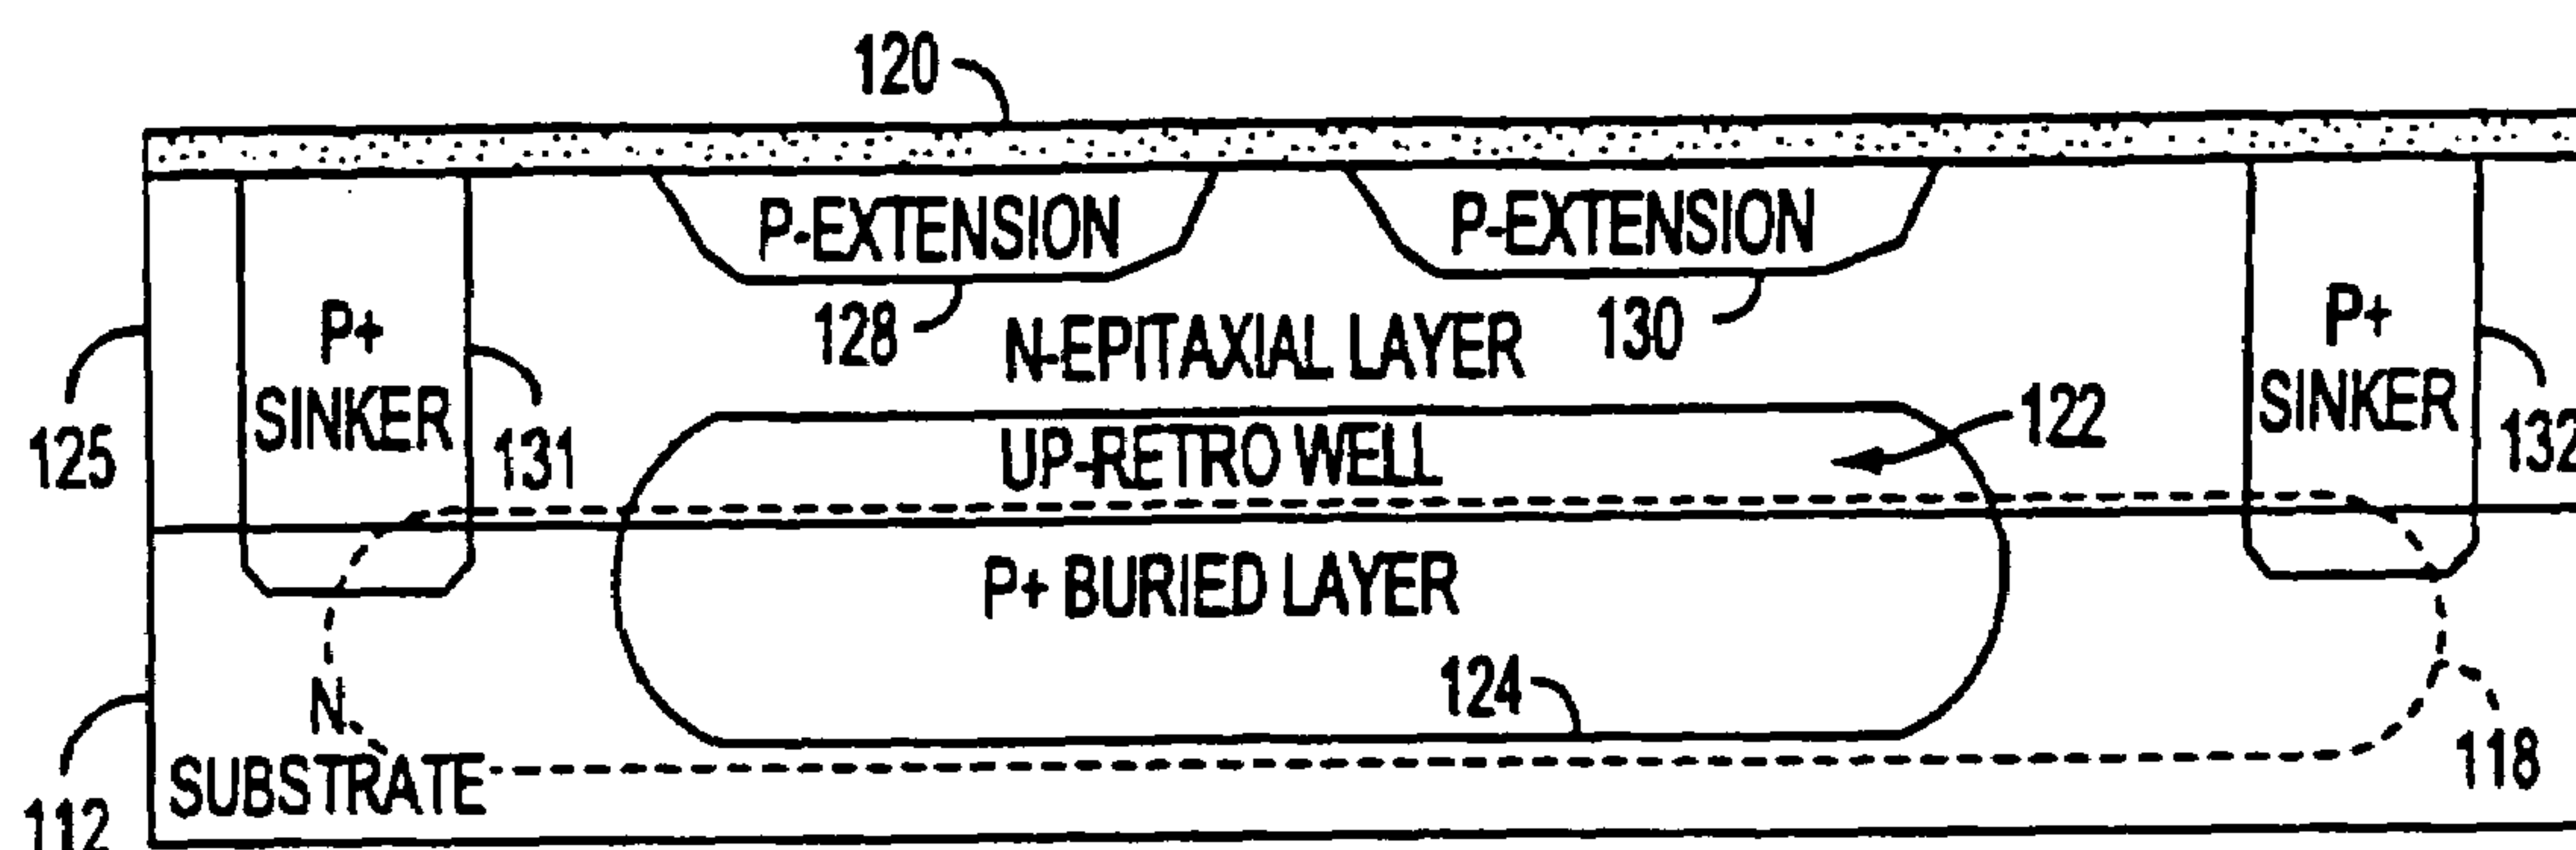 120
P-EXTENSION
P-EXTENSION
128
130
N-EPITAXIAL LAYER
P+
SINKER
P+
SINKER
125
131
122
132
UP-RETRO WELL
P+ BURIED LAYER
124
N
SUBSTRATE
118
112